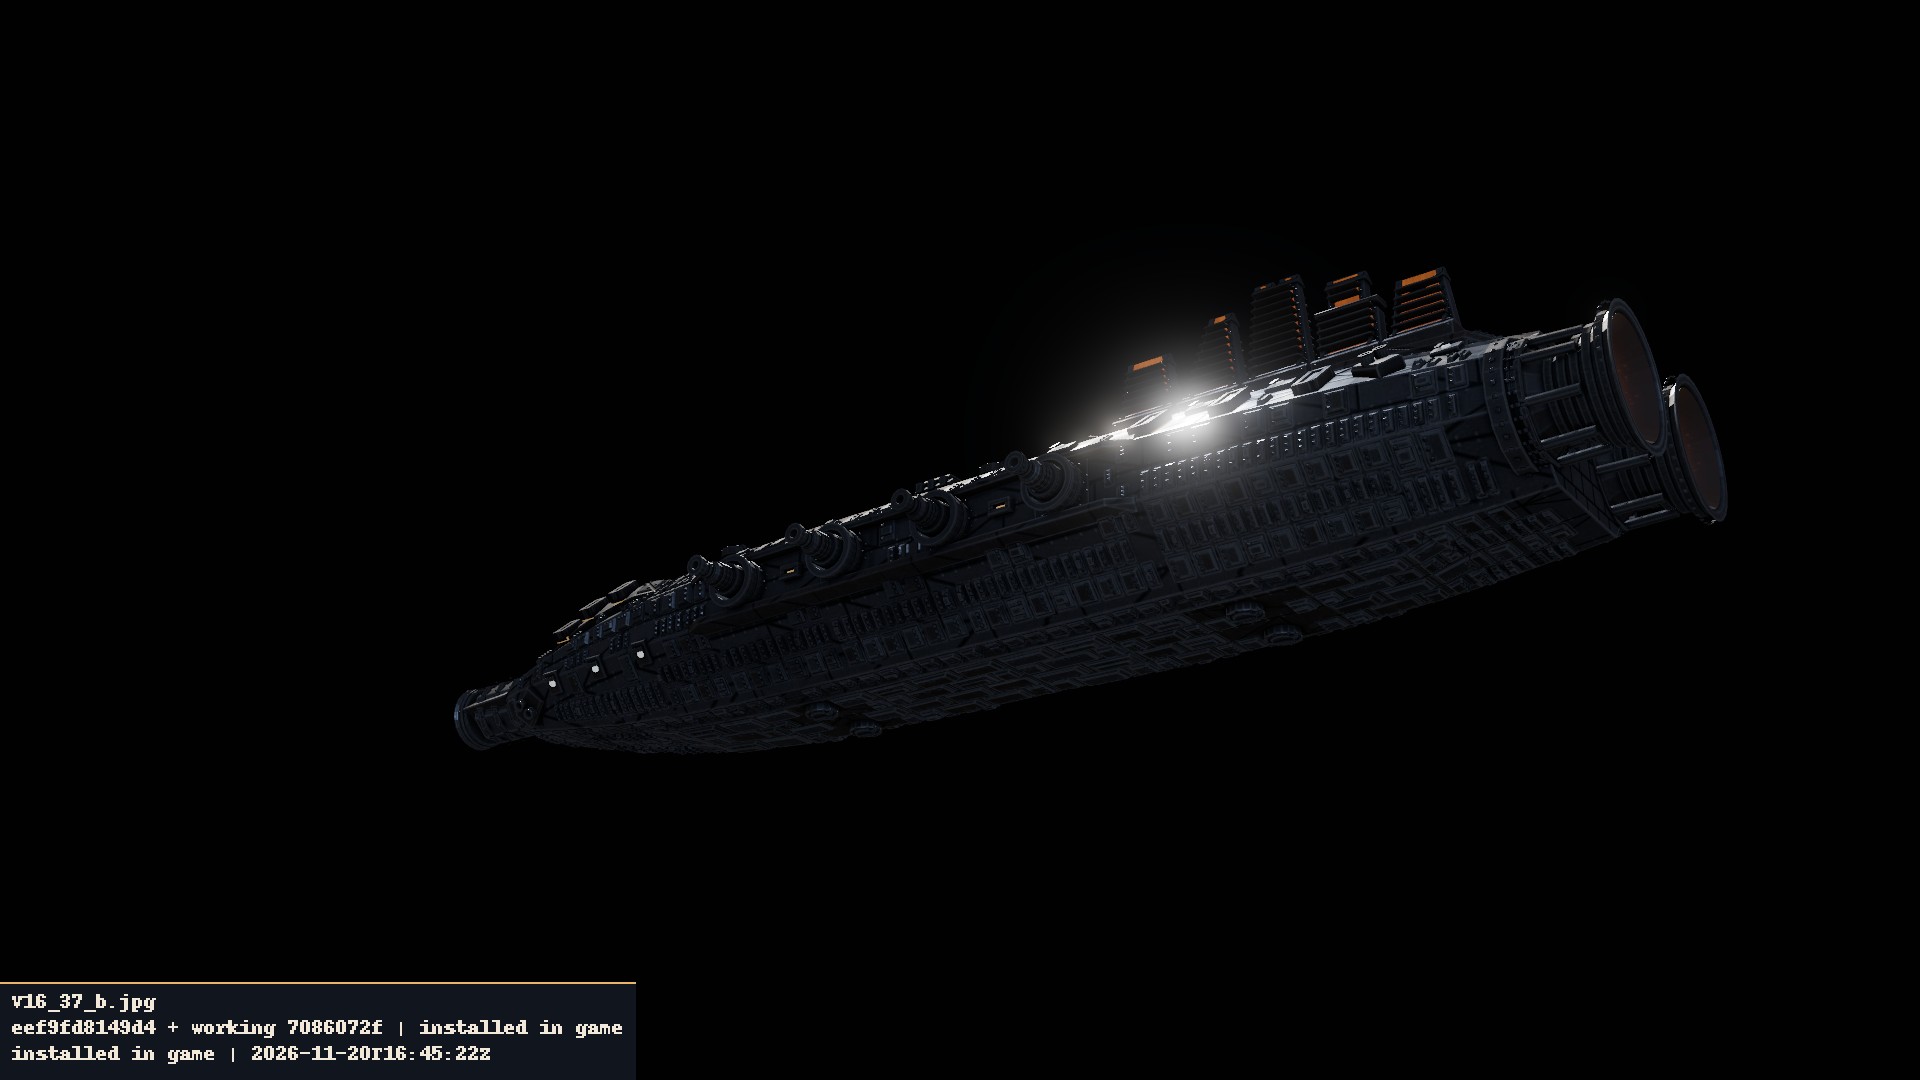 v16_37_b.jpg
eef9fd8149d4 + working 7086072f | installed in game
installed in game | 2026-11-20T16:45:22Z